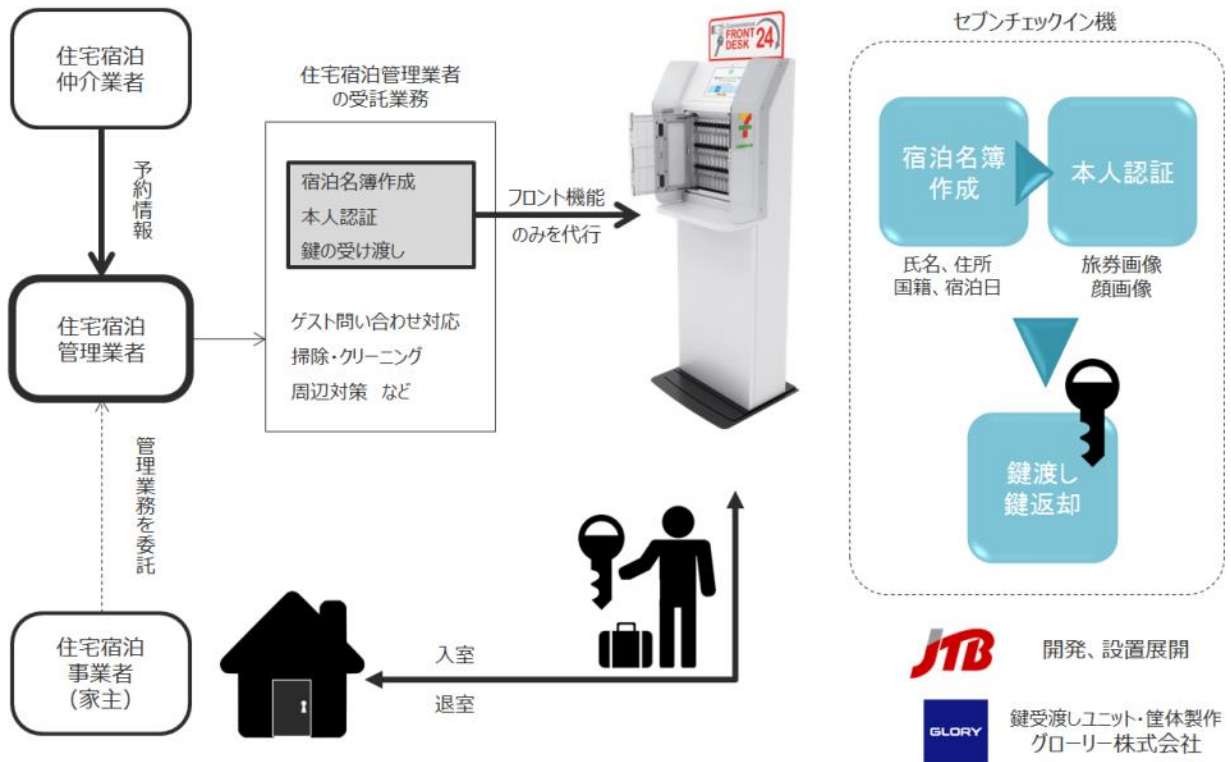 住宅宿泊
仲介業者
予約情報
住宅宿泊
管理業者
管理業務を委託
住宅宿泊
事業者
（家主）
住宅宿泊管理業者
の受託業務
宿泊名簿作成
本人認証
鍵の受け渡し
ゲスト問い合わせ対応
掃除・クリーニング
周辺対策　など
フロント機能
のみを代行
FRONT
DESK 24
入室
退室
セブンチェックイン機
宿泊名簿
作成
本人認証
氏名、住所
国籍、宿泊日
旅券画像
顔画像
鍵渡し
鍵返却
JTB
開発、設置展開
GLORY
鍵受渡しユニット・筐体製作
グローリー株式会社